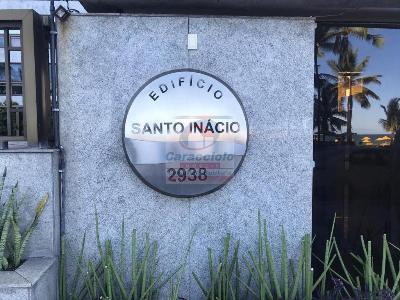 EDIFÍCIO
SANTO INÁCIO
Caracciolo
2938